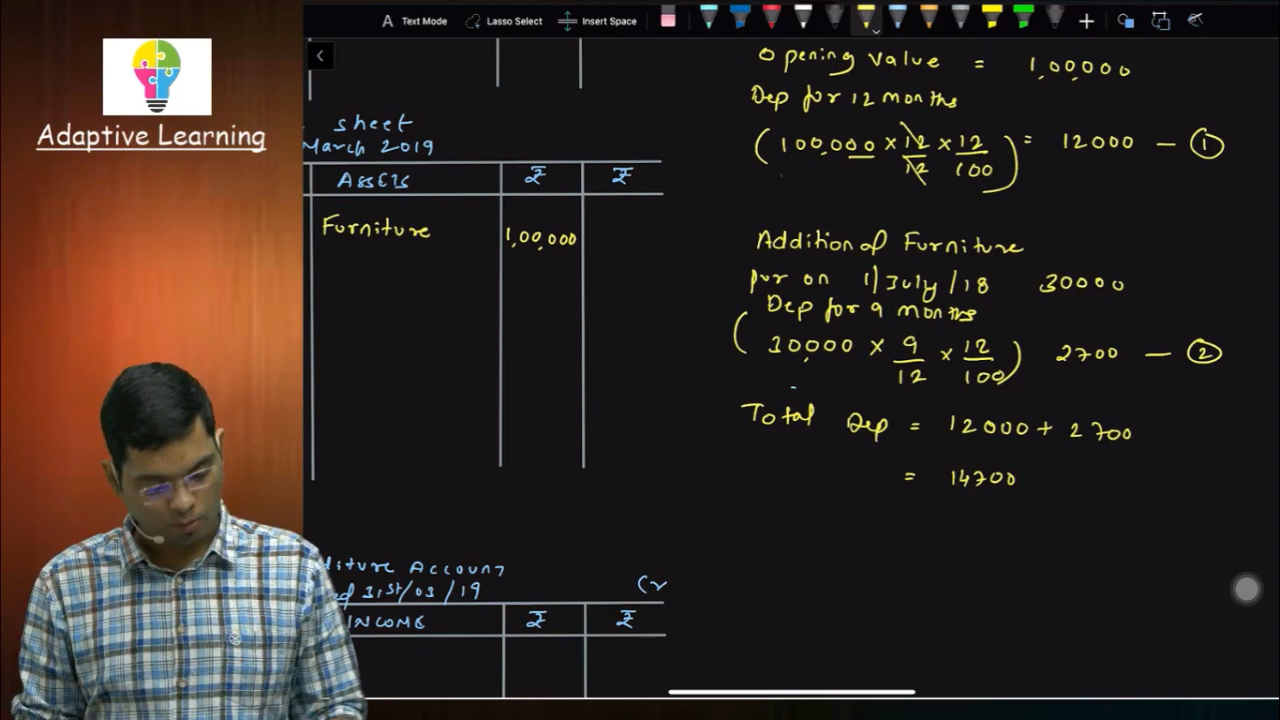 Text Mode
Lasso Select
Insert Space
Adaptive Learning
sheet
March 2019
ASSETS ₹ ₹
Furniture 1,00,000
diture Account
ed 31st/03/19 (r
INCOME ₹ ₹
Opening value = 1,00,000
Dep for 12 months
(100,000 × 12/12 × 12/100) = 12000 — 1
Addition of Furniture
pur on 1/July/18 30000
Dep for 9 months
(30,000 × 9/12 × 12/100) 2700 — 2
Total Dep = 12000 + 2700
= 14700